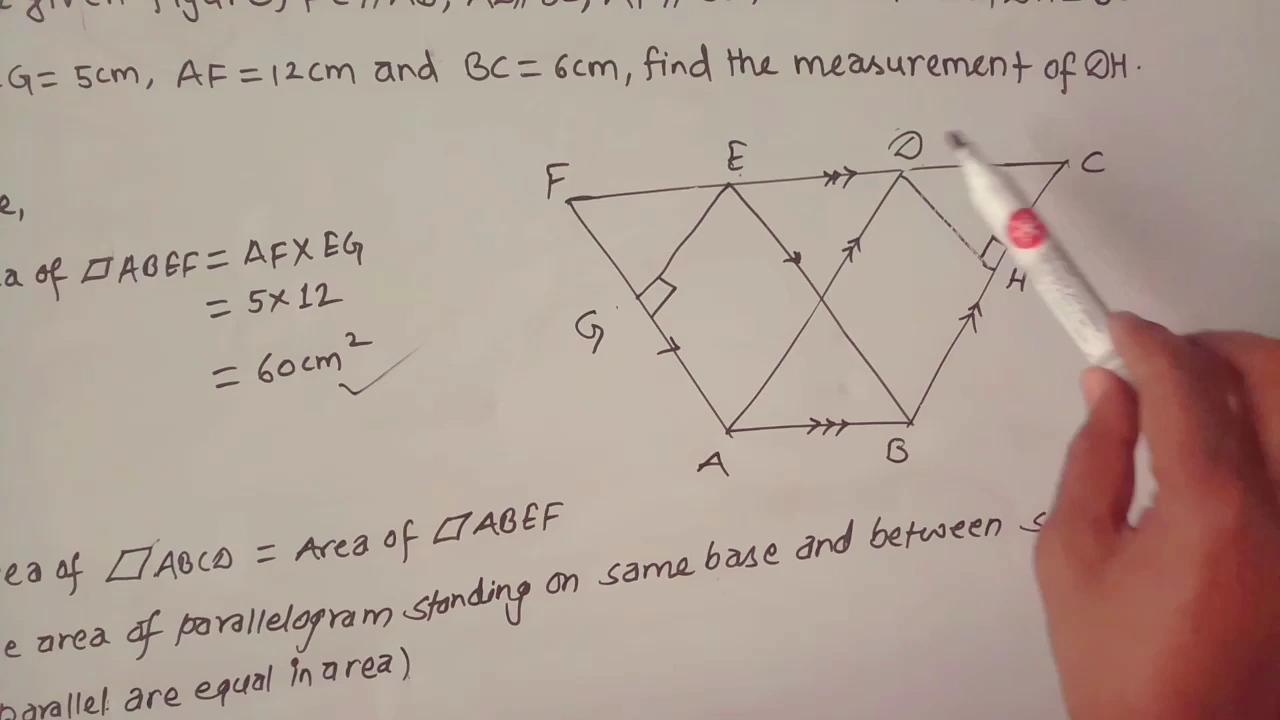 given figure,
G = 5cm, AF = 12cm and BC = 6cm, find the measurement of DH.
F E D C
e,
a of ▱ABEF = AF × EG
= 5 × 12
= 60cm²
G H
A B
ea of ▱ABCD = Area of ▱ABEF
e area of parallelogram standing on same base and between s
parallel are equal in area)